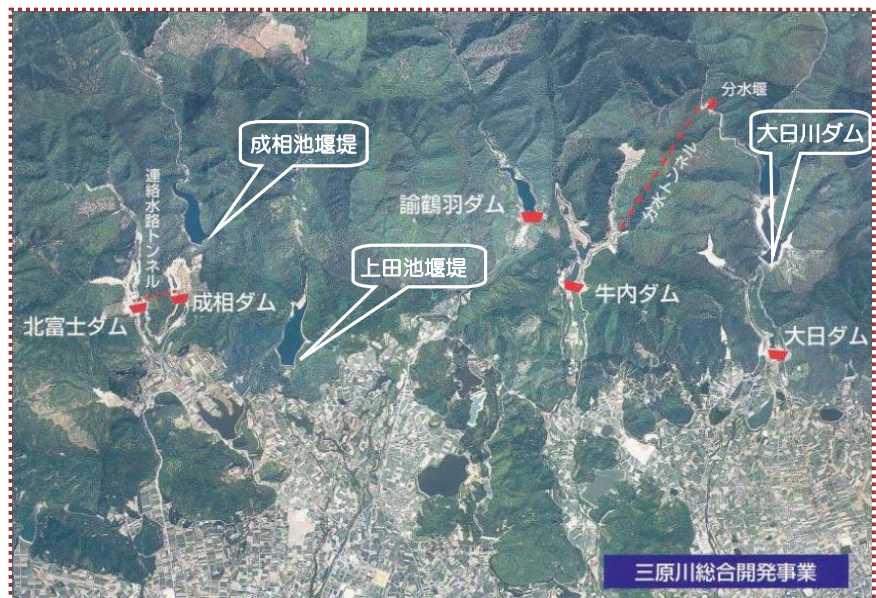 分水堰
成相池堰堤
大日川ダム
連絡水路トンネル
分水トンネル
諭鶴羽ダム
上田池堰堤
成相ダム
牛内ダム
北富士ダム
大日ダム
三原川総合開発事業